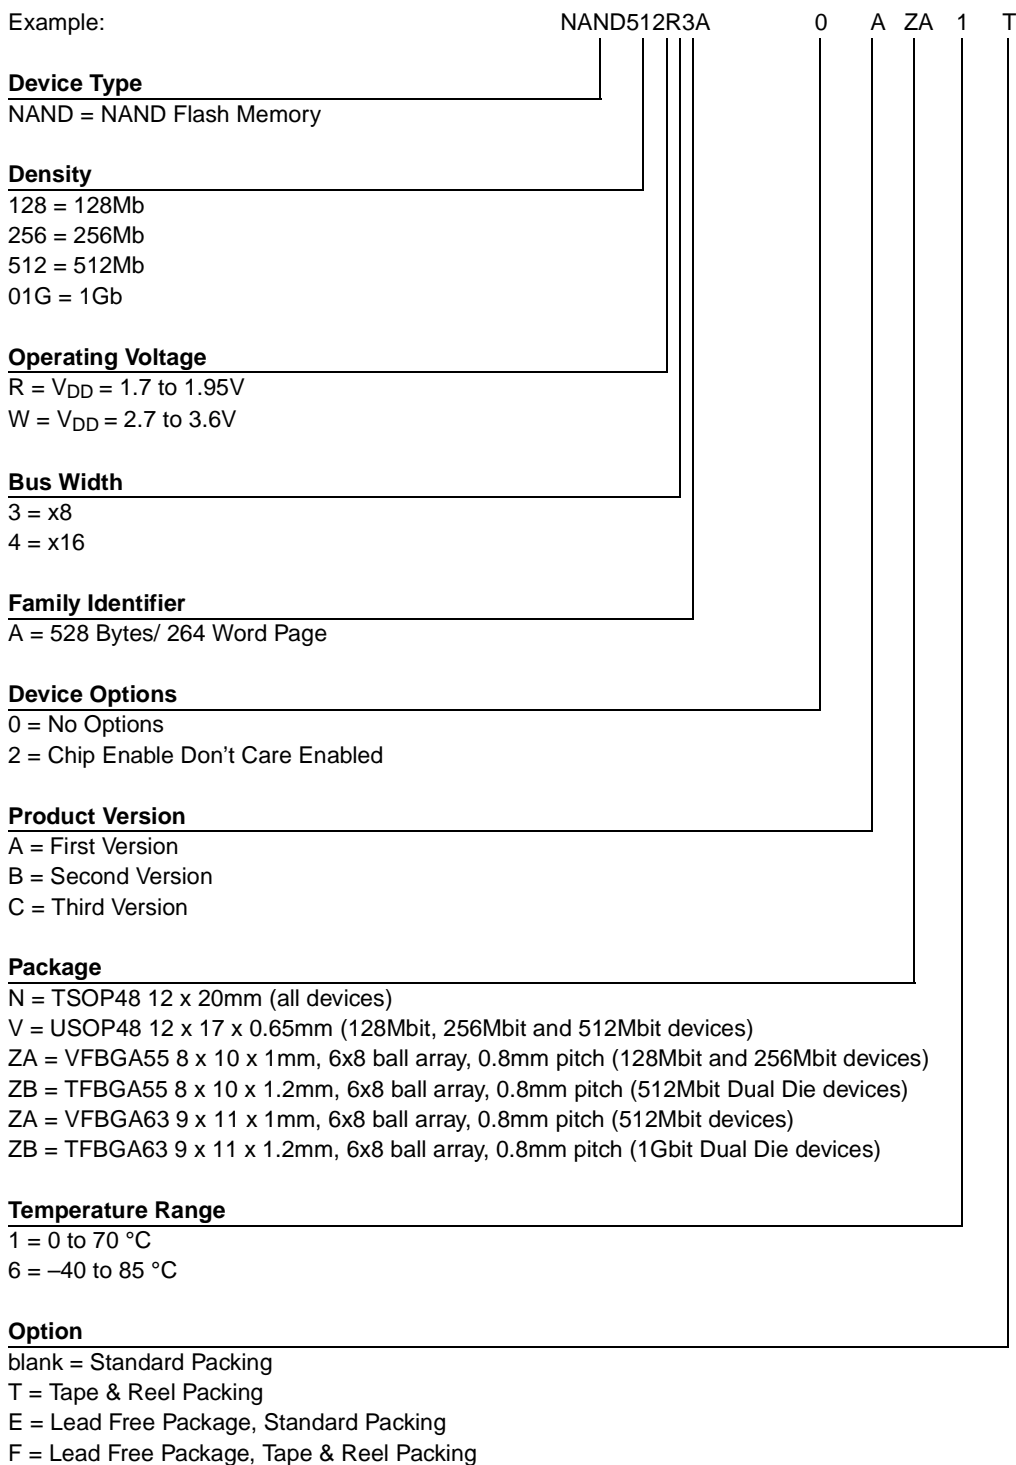 Example: NAND512R3A 0 A ZA 1 T
Device Type
NAND = NAND Flash Memory
Density
128 = 128Mb
256 = 256Mb
512 = 512Mb
01G = 1Gb
Operating Voltage
R = VDD = 1.7 to 1.95V
W = VDD = 2.7 to 3.6V
Bus Width
3 = x8
4 = x16
Family Identifier
A = 528 Bytes/ 264 Word Page
Device Options
0 = No Options
2 = Chip Enable Don’t Care Enabled
Product Version
A = First Version
B = Second Version
C = Third Version
Package
N = TSOP48 12 x 20mm (all devices)
V = USOP48 12 x 17 x 0.65mm (128Mbit, 256Mbit and 512Mbit devices)
ZA = VFBGA55 8 x 10 x 1mm, 6x8 ball array, 0.8mm pitch (128Mbit and 256Mbit devices)
ZB = TFBGA55 8 x 10 x 1.2mm, 6x8 ball array, 0.8mm pitch (512Mbit Dual Die devices)
ZA = VFBGA63 9 x 11 x 1mm, 6x8 ball array, 0.8mm pitch (512Mbit devices)
ZB = TFBGA63 9 x 11 x 1.2mm, 6x8 ball array, 0.8mm pitch (1Gbit Dual Die devices)
Temperature Range
1 = 0 to 70 °C
6 = –40 to 85 °C
Option
blank = Standard Packing
T = Tape & Reel Packing
E = Lead Free Package, Standard Packing
F = Lead Free Package, Tape & Reel Packing